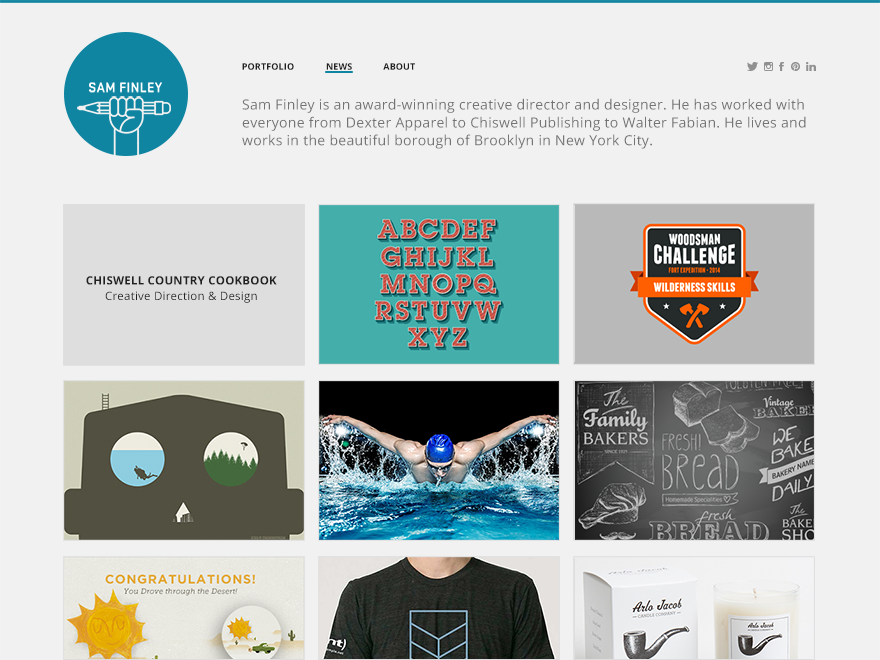 SAM FINLEY
PORTFOLIO
NEWS
ABOUT
Sam Finley is an award-winning creative director and designer. He has worked with
everyone from Dexter Apparel to Chiswell Publishing to Walter Fabian. He lives and
works in the beautiful borough of Brooklyn in New York City.
CHISWELL COUNTRY COOKBOOK
Creative Direction & Design
ABCDEF
GHIJKL
MNOPQ
RSTUVW
XYZ
WOODSMAN
CHALLENGE
FORT EXPEDITION - 2014
WILDERNESS SKILLS
The
Family
BAKERS
SINCE 1921
FRESH
BREAD
Homemade Specialities
fresh
BREAD
Vintage
BAKER
WE
BAKE
BAKERY NAME
DAILY
THE
BAKE
SHO
CONGRATULATIONS!
You Drove through the Desert!
Arlo Jacob
CANDLE COMPANY
Arlo Jacob